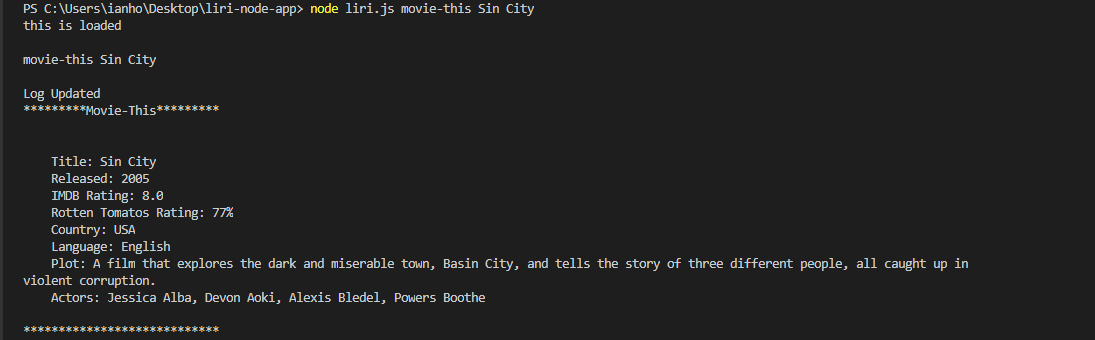 PS C:\Users\ianho\Desktop\liri-node-app> node liri.js movie-this Sin City
this is loaded
movie-this Sin City
Log Updated
*********Movie-This*********
Title: Sin City
Released: 2005
IMDB Rating: 8.0
Rotten Tomatos Rating: 77%
Country: USA
Language: English
Plot: A film that explores the dark and miserable town, Basin City, and tells the story of three different people, all caught up in
violent corruption.
Actors: Jessica Alba, Devon Aoki, Alexis Bledel, Powers Boothe
****************************